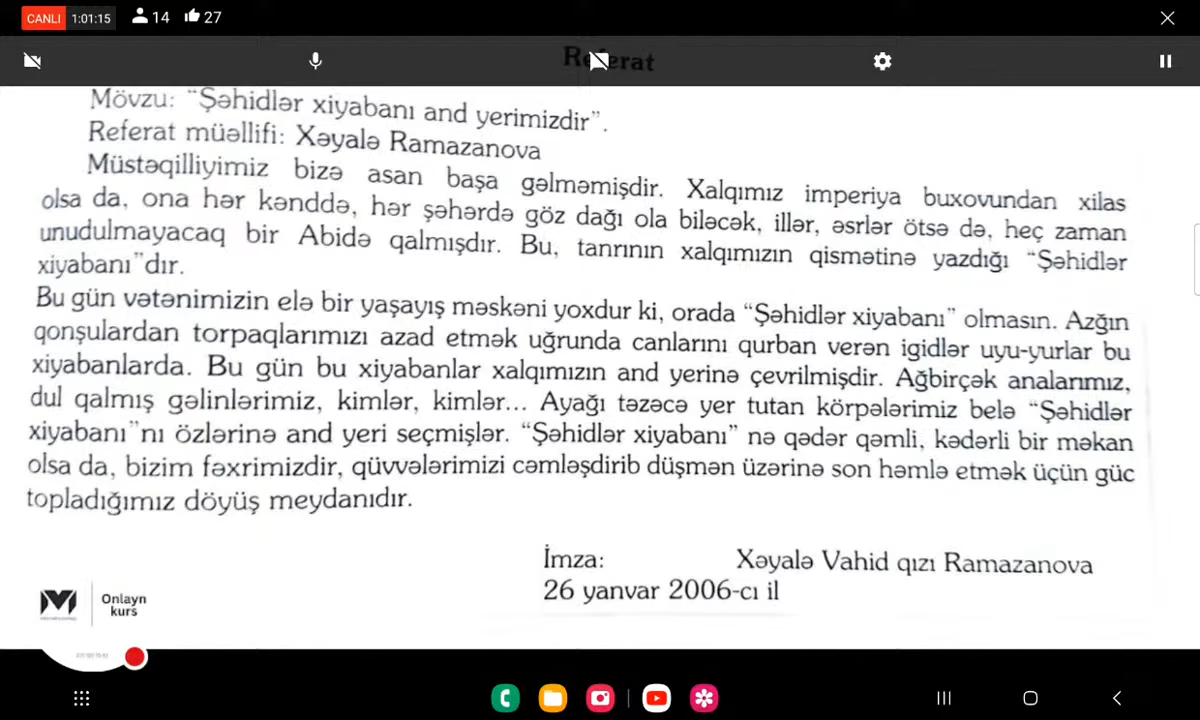 CANLI 1:01:15 14 27
Referat
Mövzu: "Şəhidlər xiyabanı and yerimizdir".
Referat müəllifi: Xəyalə Ramazanova
Müstəqilliyimiz bizə asan başa gəlməmişdir. Xalqımız imperiya buxovundan xilas
olsa da, ona hər kənddə, hər şəhərdə göz dağı ola biləcək, illər, əsrlər ötsə də, heç zaman
unudulmayacaq bir Abidə qalmışdır. Bu, tanrının xalqımızın qismətinə yazdığı "Şəhidlər
xiyabanı"dır.
Bu gün vətənimizin elə bir yaşayış məskəni yoxdur ki, orada "Şəhidlər xiyabanı" olmasın. Azğın
qonşulardan torpaqlarımızı azad etmək uğrunda canlarını qurban verən igidlər uyu-yurlar bu
xiyabanlarda. Bu gün bu xiyabanlar xalqımızın and yerinə çevrilmişdir. Ağbirçək analarımız,
dul qalmış gəlinlərimiz, kimlər, kimlər... Ayağı təzəcə yer tutan körpələrimiz belə "Şəhidlər
xiyabanı"nı özlərinə and yeri seçmişlər. "Şəhidlər xiyabanı" nə qədər qəmli, kədərli bir məkan
olsa da, bizim fəxrimizdir, qüvvələrimizi cəmləşdirib düşmən üzərinə son həmlə etmək üçün güc
topladığımız döyüş meydanıdır.
İmza: Xəyalə Vahid qızı Ramazanova
26 yanvar 2006-cı il
Onlayn
kurs